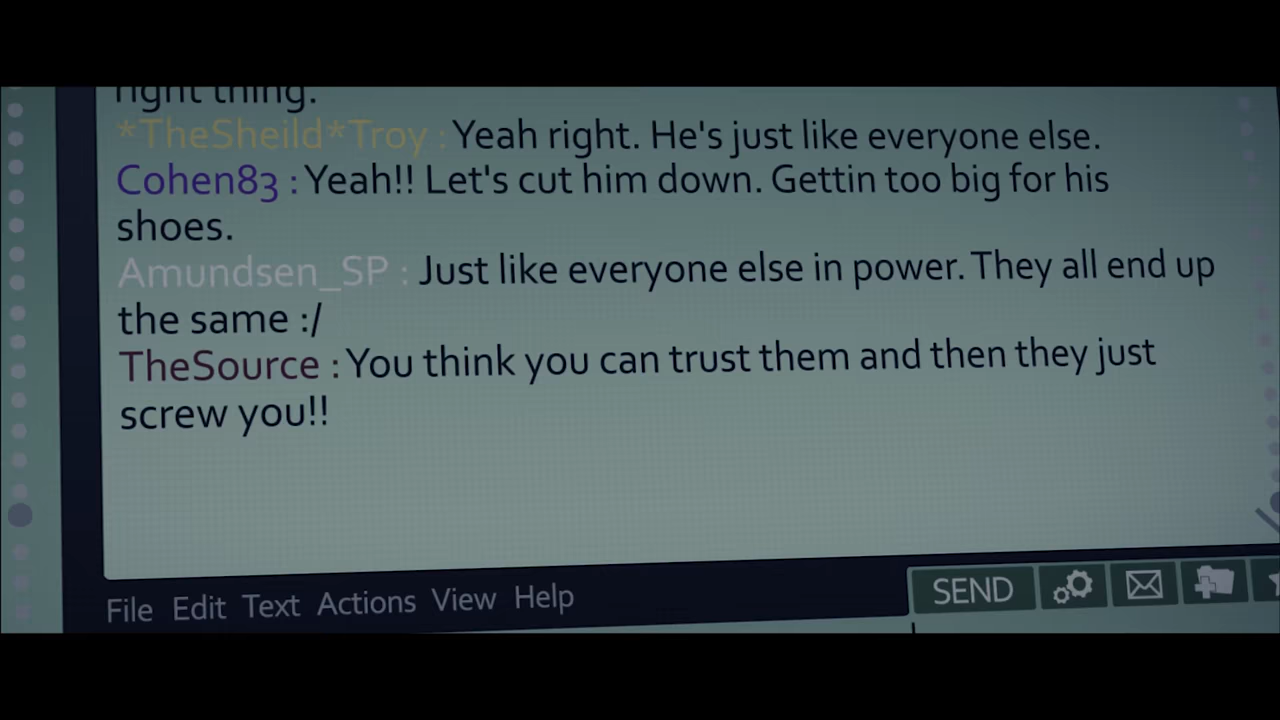 right thing.
*TheSheild*Troy : Yeah right. He's just like everyone else.
Cohen83 : Yeah!! Let's cut him down. Gettin too big for his
shoes.
Amundsen_SP : Just like everyone else in power. They all end up
the same :/
TheSource : You think you can trust them and then they just
screw you!!
File Edit Text Actions View Help
SEND